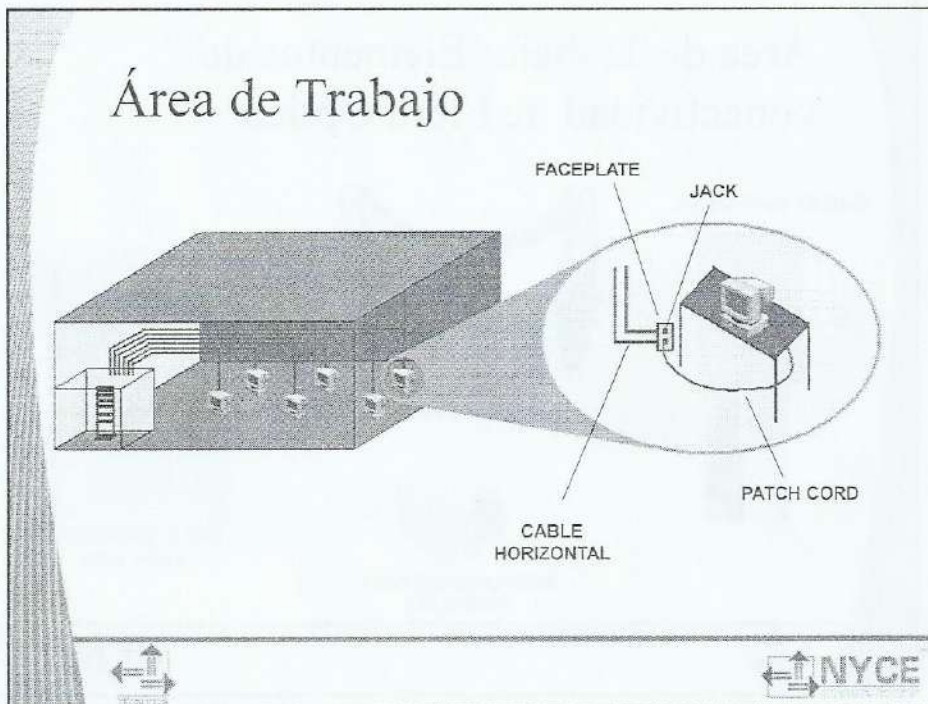 Área de Trabajo
FACEPLATE
JACK
PATCH CORD
CABLE
HORIZONTAL
NYCE